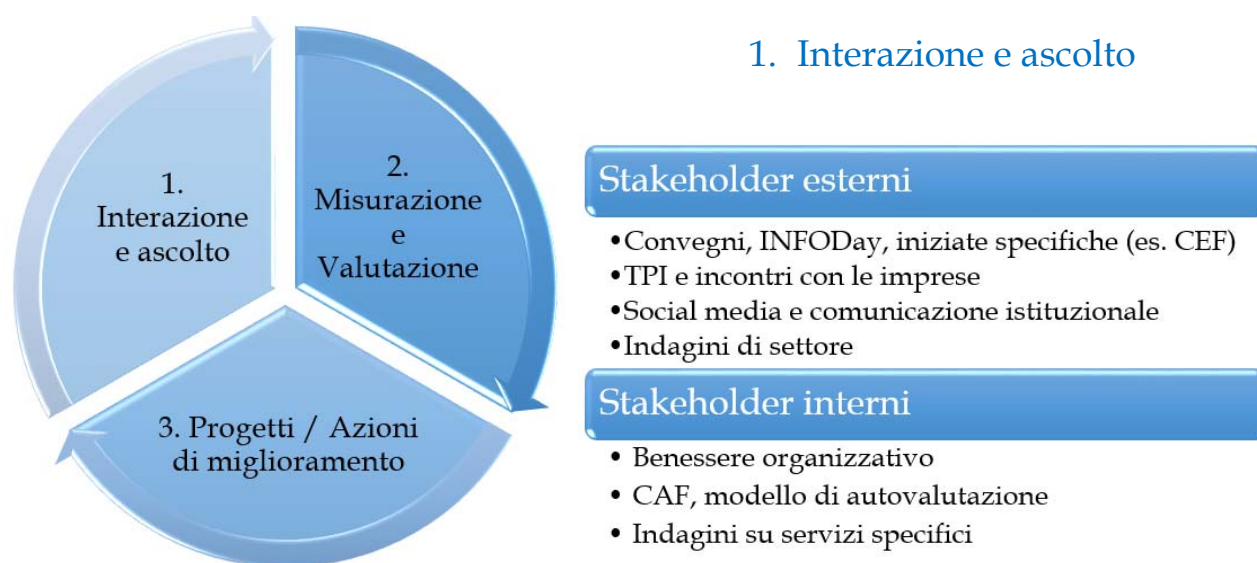 1.
Interazione
e ascolto
2.
Misurazione
e
Valutazione
3. Progetti / Azioni
di miglioramento
1. Interazione e ascolto
Stakeholder esterni
•Convegni, INFODay, iniziate specifiche (es. CEF)
•TPI e incontri con le imprese
•Social media e comunicazione istituzionale
•Indagini di settore
Stakeholder interni
• Benessere organizzativo
• CAF, modello di autovalutazione
• Indagini su servizi specifici